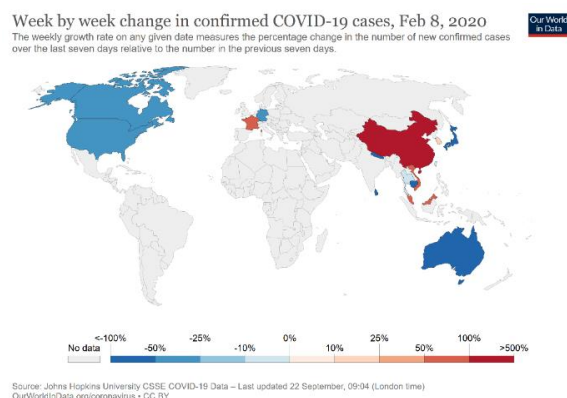 Week by week change in confirmed COVID-19 cases, Feb 8, 2020
Our World
in Data
The weekly growth rate on any given date measures the percentage change in the number of new confirmed cases
over the last seven days relative to the number in the previous seven days.
No data
<-100%
-50%
-25%
-10%
0%
10%
25%
50%
100%
>500%
Source: Johns Hopkins University CSSE COVID-19 Data – Last updated 22 September, 09:04 (London time)
OurWorldInData.org/coronavirus • CC BY